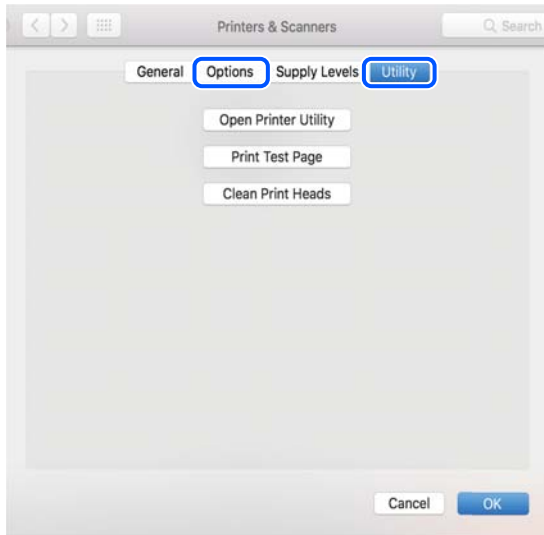 Printers & Scanners
Search
General Options Supply Levels Utility
Open Printer Utility
Print Test Page
Clean Print Heads
Cancel OK